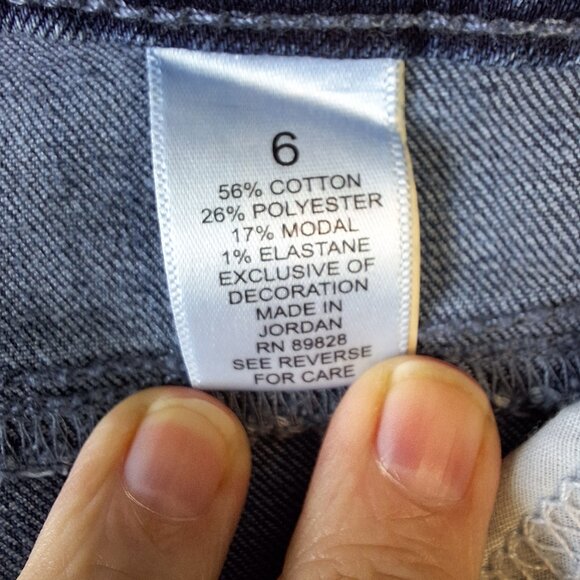 6
56% COTTON
26% POLYESTER
17% MODAL
1% ELASTANE
EXCLUSIVE OF
DECORATION
MADE IN
JORDAN
RN 89828
SEE REVERSE
FOR CARE